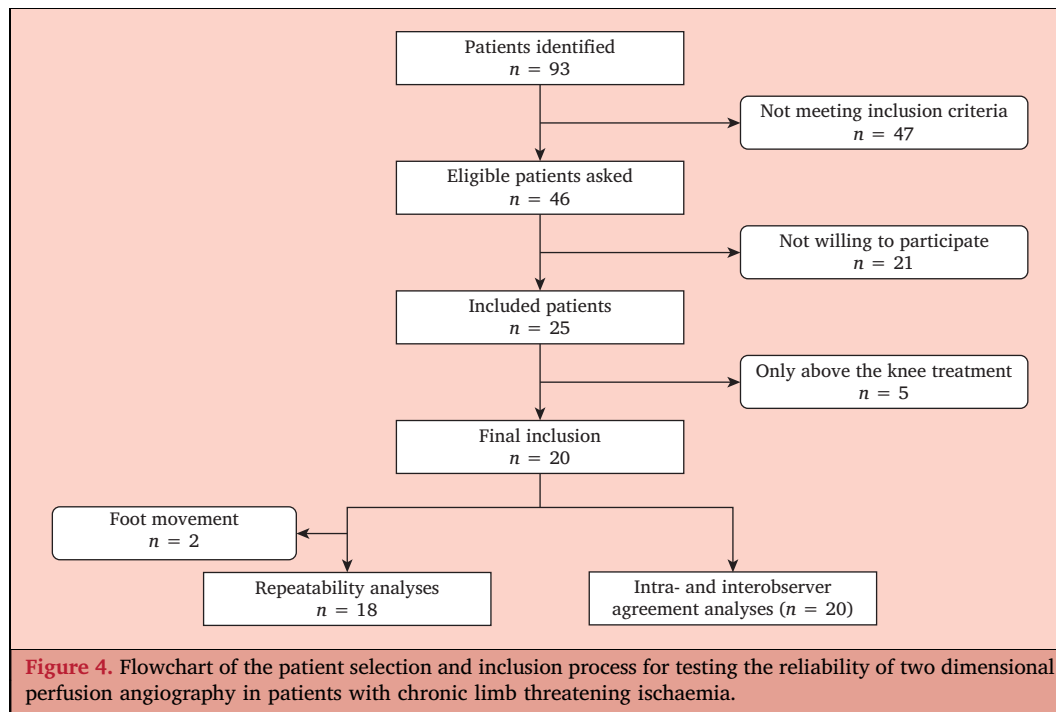 Patients identified
n = 93
Not meeting inclusion criteria
n = 47
Eligible patients asked
n = 46
Not willing to participate
n = 21
Included patients
n = 25
Only above the knee treatment
n = 5
Final inclusion
n = 20
Foot movement
n = 2
Repeatability analyses
n = 18
Intra- and interobserver
agreement analyses (n = 20)
Figure 4. Flowchart of the patient selection and inclusion process for testing the reliability of two dimensional
perfusion angiography in patients with chronic limb threatening ischaemia.